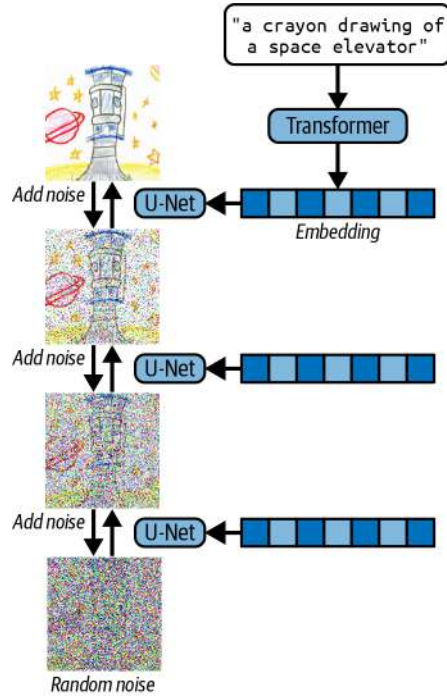 "a crayon drawing of
a space elevator"
Transformer
Add noise
U-Net
Embedding
Add noise
U-Net
Add noise
U-Net
Random noise